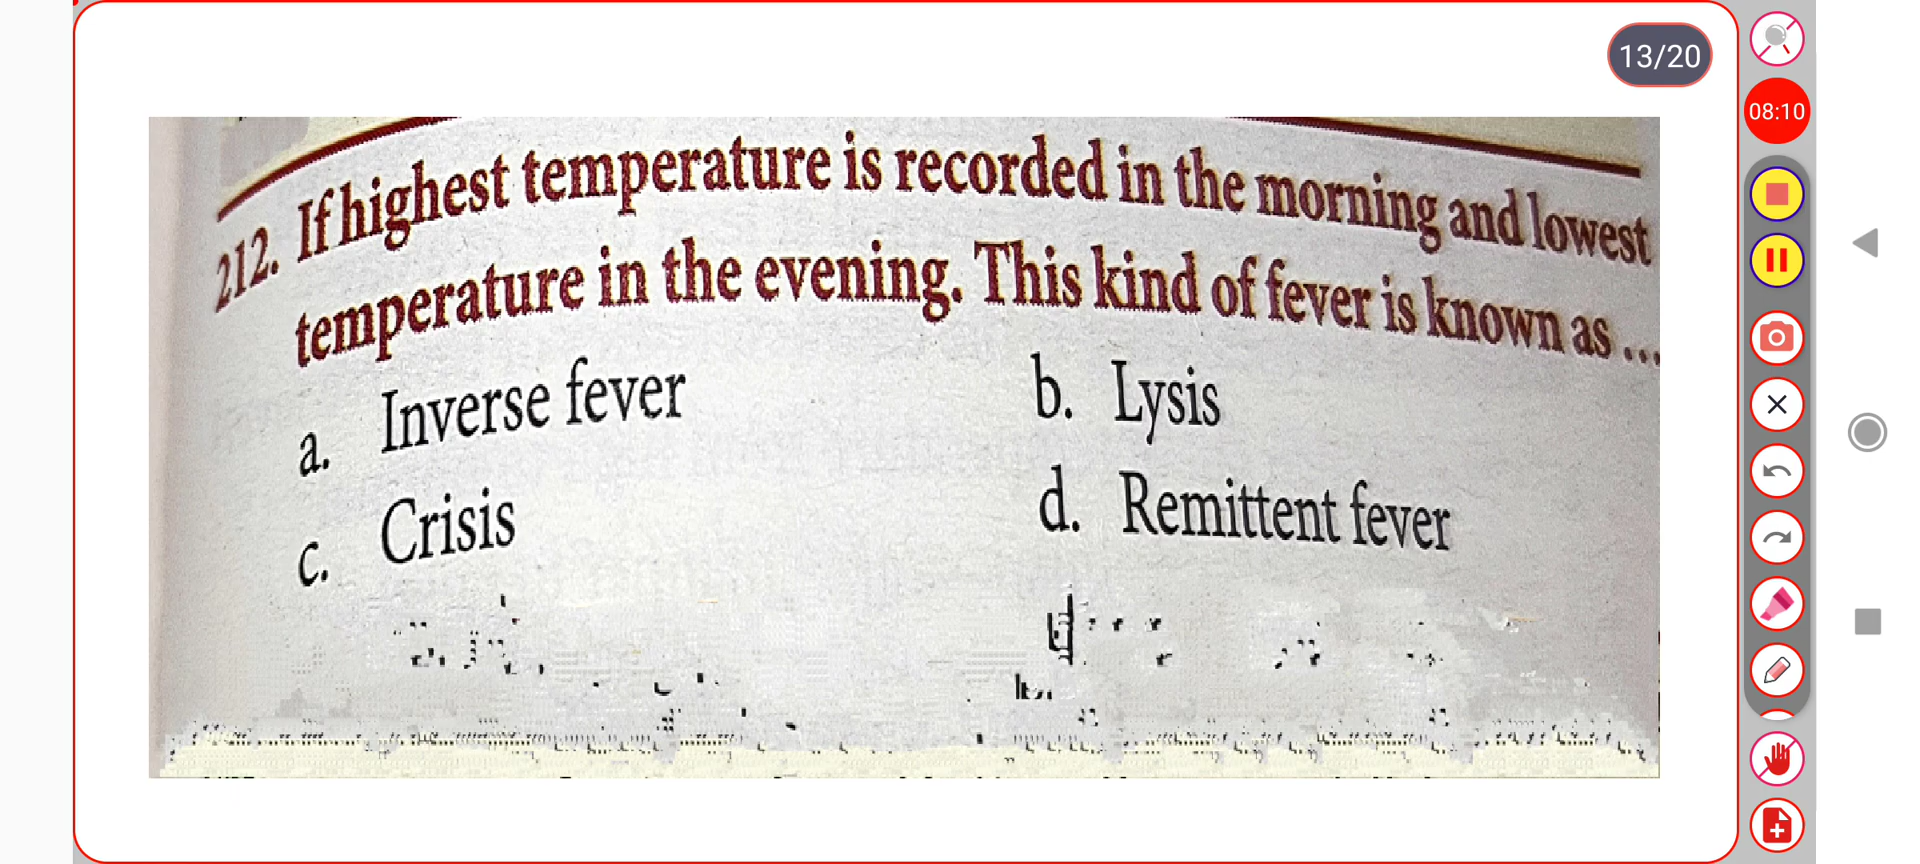 13/20
08:10
212. If highest temperature is recorded in the morning and lowest
temperature in the evening. This kind of fever is known as ...
a. Inverse fever
b. Lysis
c. Crisis
d. Remittent fever